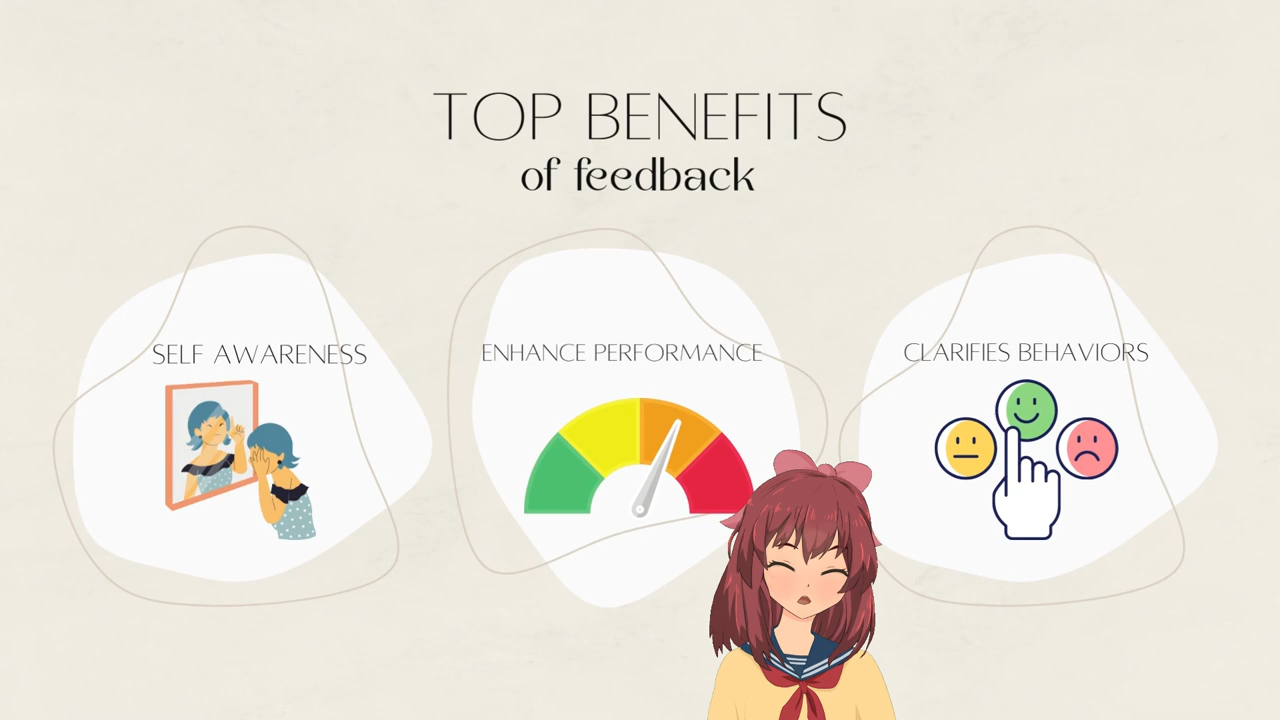 TOP BENEFITS
of feedback
SELF AWARENESS
ENHANCE PERFORMANCE
CLARIFIES BEHAVIORS